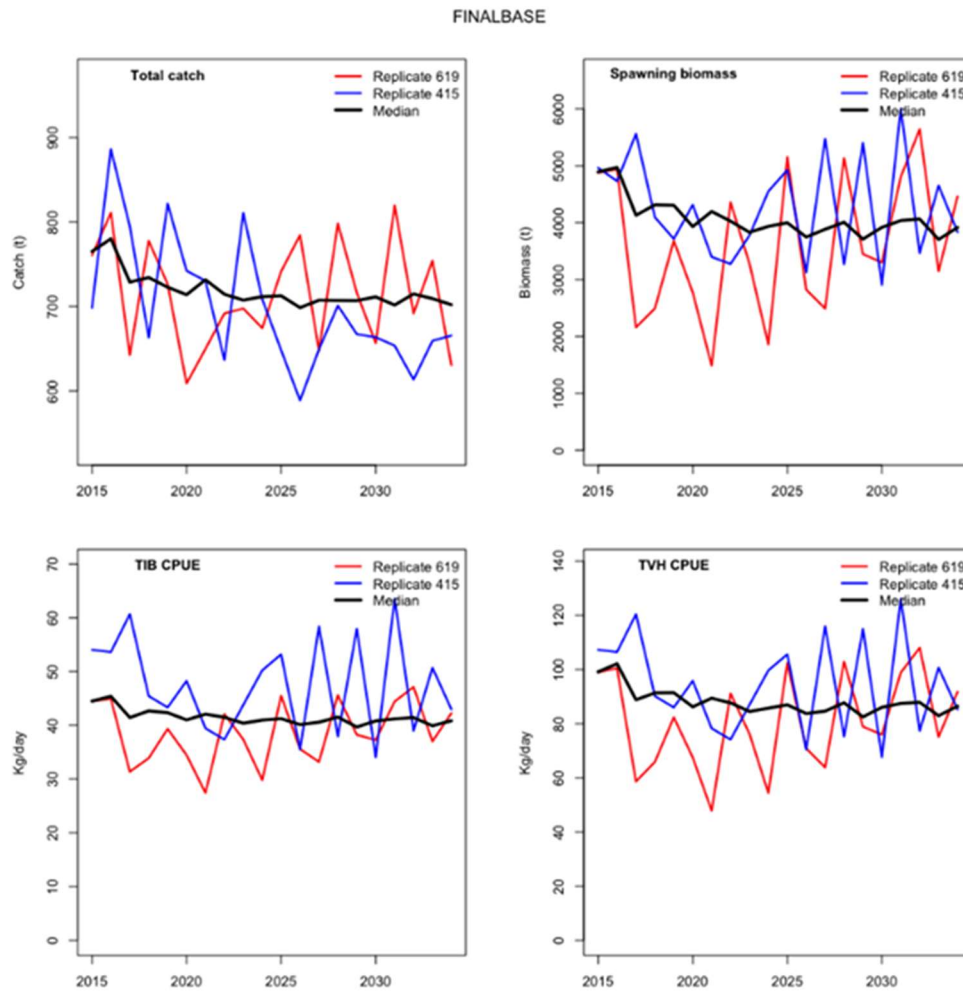 FINALBASE
Total catch
Replicate 619
Replicate 415
Median
Catch (t)
900
800
700
600
2015 2020 2025 2030
Spawning biomass
Replicate 619
Replicate 415
Median
Biomass (t)
6000
5000
4000
3000
2000
1000
0
2015 2020 2025 2030
TIB CPUE
Replicate 619
Replicate 415
Median
Kg/day
70
60
50
40
30
20
10
0
2015 2020 2025 2030
TVH CPUE
Replicate 619
Replicate 415
Median
Kg/day
140
120
100
80
60
40
20
0
2015 2020 2025 2030